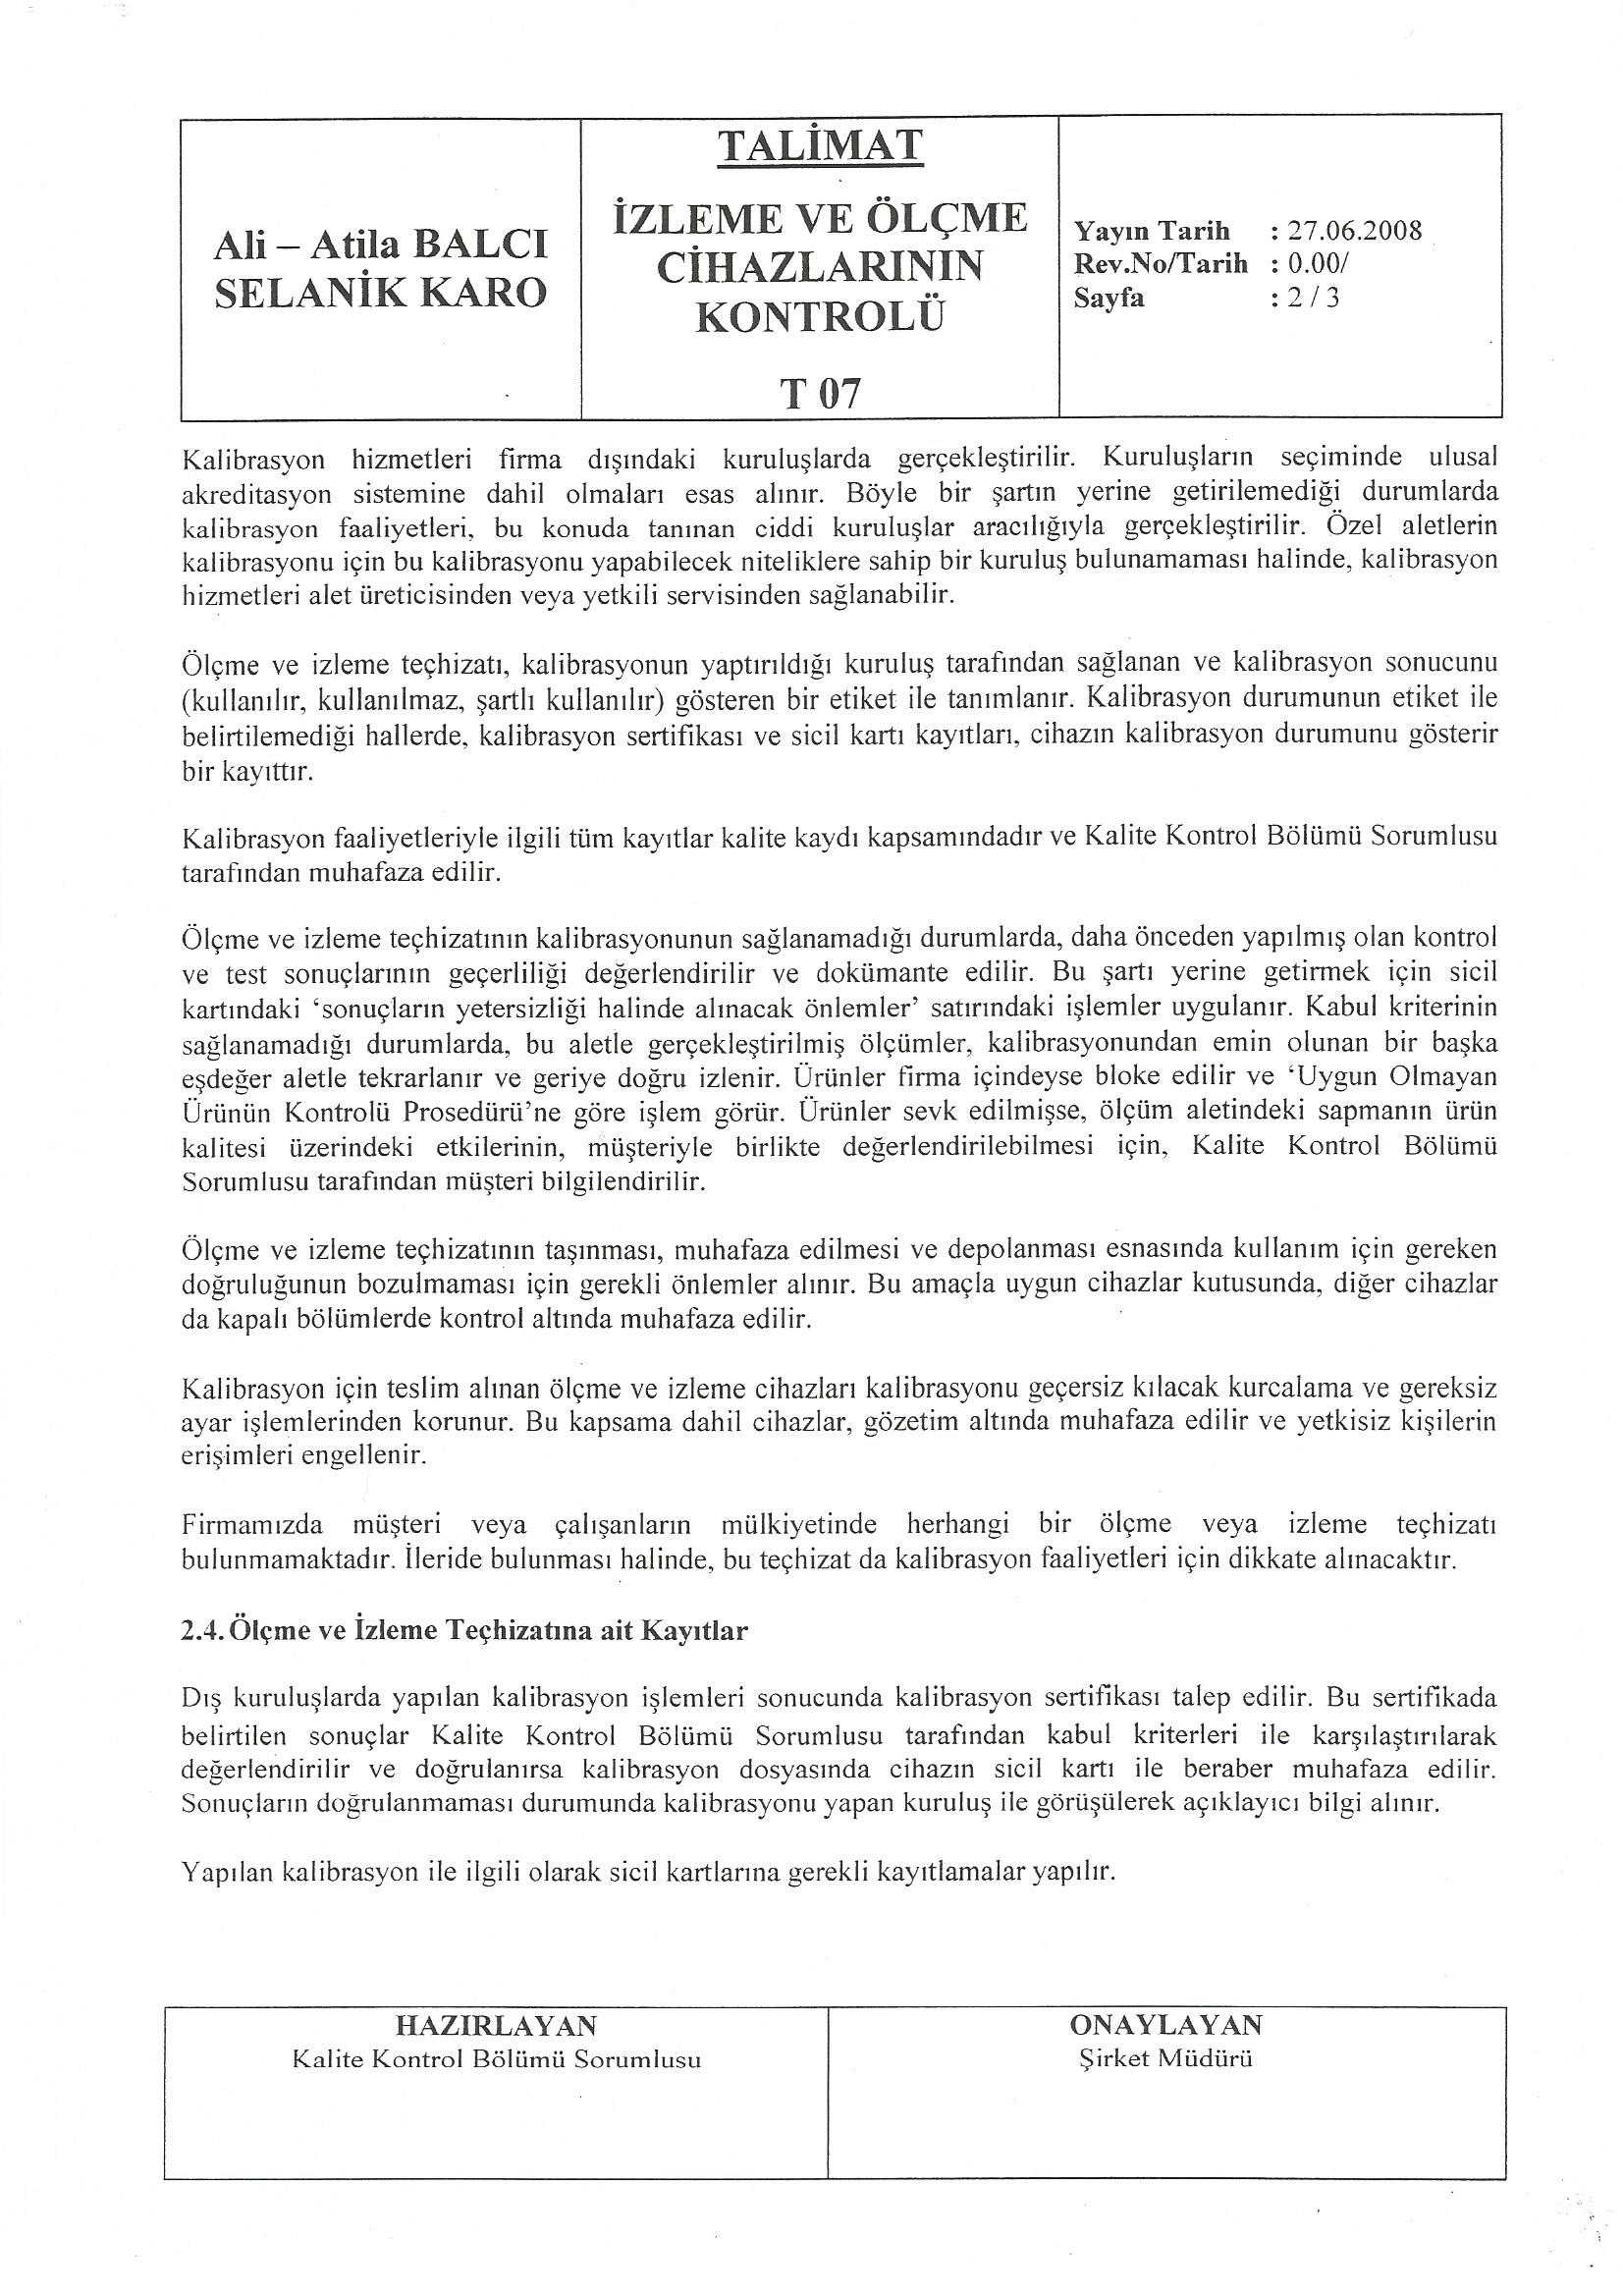 Ali – Atila BALCI
SELANİK KARO
TALİMAT
İZLEME VE ÖLÇME
CİHAZLARININ
KONTROLÜ
T 07
Yayın Tarih : 27.06.2008
Rev.No/Tarih : 0.00/
Sayfa : 2 / 3
Kalibrasyon hizmetleri firma dışındaki kuruluşlarda gerçekleştirilir. Kuruluşların seçiminde ulusal
akreditasyon sistemine dahil olmaları esas alınır. Böyle bir şartın yerine getirilemediği durumlarda
kalibrasyon faaliyetleri, bu konuda tanınan ciddi kuruluşlar aracılığıyla gerçekleştirilir. Özel aletlerin
kalibrasyonu için bu kalibrasyonu yapabilecek niteliklere sahip bir kuruluş bulunamaması halinde, kalibrasyon
hizmetleri alet üreticisinden veya yetkili servisinden sağlanabilir.
Ölçme ve izleme teçhizatı, kalibrasyonun yaptırıldığı kuruluş tarafından sağlanan ve kalibrasyon sonucunu
(kullanılır, kullanılmaz, şartlı kullanılır) gösteren bir etiket ile tanımlanır. Kalibrasyon durumunun etiket ile
belirtilemediği hallerde, kalibrasyon sertifikası ve sicil kartı kayıtları, cihazın kalibrasyon durumunu gösterir
bir kayıttır.
Kalibrasyon faaliyetleriyle ilgili tüm kayıtlar kalite kaydı kapsamındadır ve Kalite Kontrol Bölümü Sorumlusu
tarafından muhafaza edilir.
Ölçme ve izleme teçhizatının kalibrasyonunun sağlanamadığı durumlarda, daha önceden yapılmış olan kontrol
ve test sonuçlarının geçerliliği değerlendirilir ve dokümante edilir. Bu şartı yerine getirmek için sicil
kartındaki ‘sonuçların yetersizliği halinde alınacak önlemler’ satırındaki işlemler uygulanır. Kabul kriterinin
sağlanamadığı durumlarda, bu aletle gerçekleştirilmiş ölçümler, kalibrasyonundan emin olunan bir başka
eşdeğer aletle tekrarlanır ve geriye doğru izlenir. Ürünler firma içindeyse bloke edilir ve ‘Uygun Olmayan
Ürünün Kontrolü Prosedürü’ne göre işlem görür. Ürünler sevk edilmişse, ölçüm aletindeki sapmanın ürün
kalitesi üzerindeki etkilerinin, müşteriyle birlikte değerlendirilebilmesi için, Kalite Kontrol Bölümü
Sorumlusu tarafından müşteri bilgilendirilir.
Ölçme ve izleme teçhizatının taşınması, muhafaza edilmesi ve depolanması esnasında kullanım için gereken
doğruluğunun bozulmaması için gerekli önlemler alınır. Bu amaçla uygun cihazlar kutusunda, diğer cihazlar
da kapalı bölümlerde kontrol altında muhafaza edilir.
Kalibrasyon için teslim alınan ölçme ve izleme cihazları kalibrasyonu geçersiz kılacak kurcalama ve gereksiz
ayar işlemlerinden korunur. Bu kapsama dahil cihazlar, gözetim altında muhafaza edilir ve yetkisiz kişilerin
erişimleri engellenir.
Firmamızda müşteri veya çalışanların mülkiyetinde herhangi bir ölçme veya izleme teçhizatı
bulunmamaktadır. İleride bulunması halinde, bu teçhizat da kalibrasyon faaliyetleri için dikkate alınacaktır.
2.4. Ölçme ve İzleme Teçhizatına ait Kayıtlar
Dış kuruluşlarda yapılan kalibrasyon işlemleri sonucunda kalibrasyon sertifikası talep edilir. Bu sertifikada
belirtilen sonuçlar Kalite Kontrol Bölümü Sorumlusu tarafından kabul kriterleri ile karşılaştırılarak
değerlendirilir ve doğrulanırsa kalibrasyon dosyasında cihazın sicil kartı ile beraber muhafaza edilir.
Sonuçların doğrulanmaması durumunda kalibrasyonu yapan kuruluş ile görüşülerek açıklayıcı bilgi alınır.
Yapılan kalibrasyon ile ilgili olarak sicil kartlarına gerekli kayıtlamalar yapılır.
HAZIRLAYAN
Kalite Kontrol Bölümü Sorumlusu
ONAYLAYAN
Şirket Müdürü